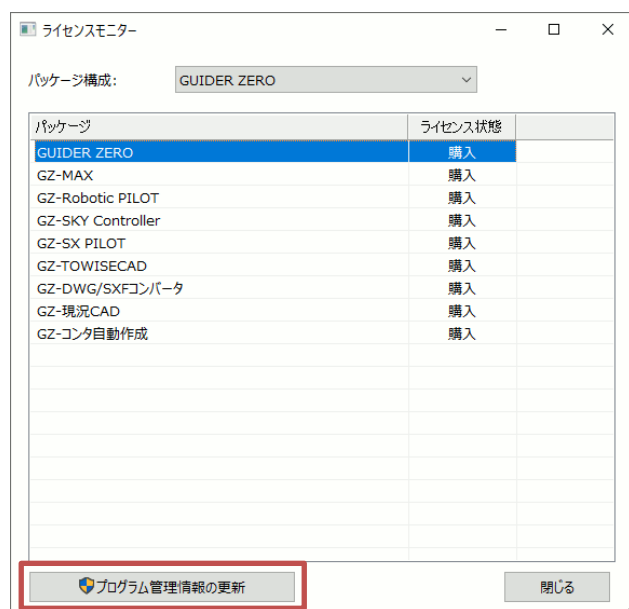 ライセンスモニター
パッケージ構成: GUIDER ZERO
パッケージ ライセンス状態
GUIDER ZERO 購入
GZ-MAX 購入
GZ-Robotic PILOT 購入
GZ-SKY Controller 購入
GZ-SX PILOT 購入
GZ-TOWISECAD 購入
GZ-DWG/SXFコンバータ 購入
GZ-現況CAD 購入
GZ-コンタ自動作成 購入
プログラム管理情報の更新 閉じる